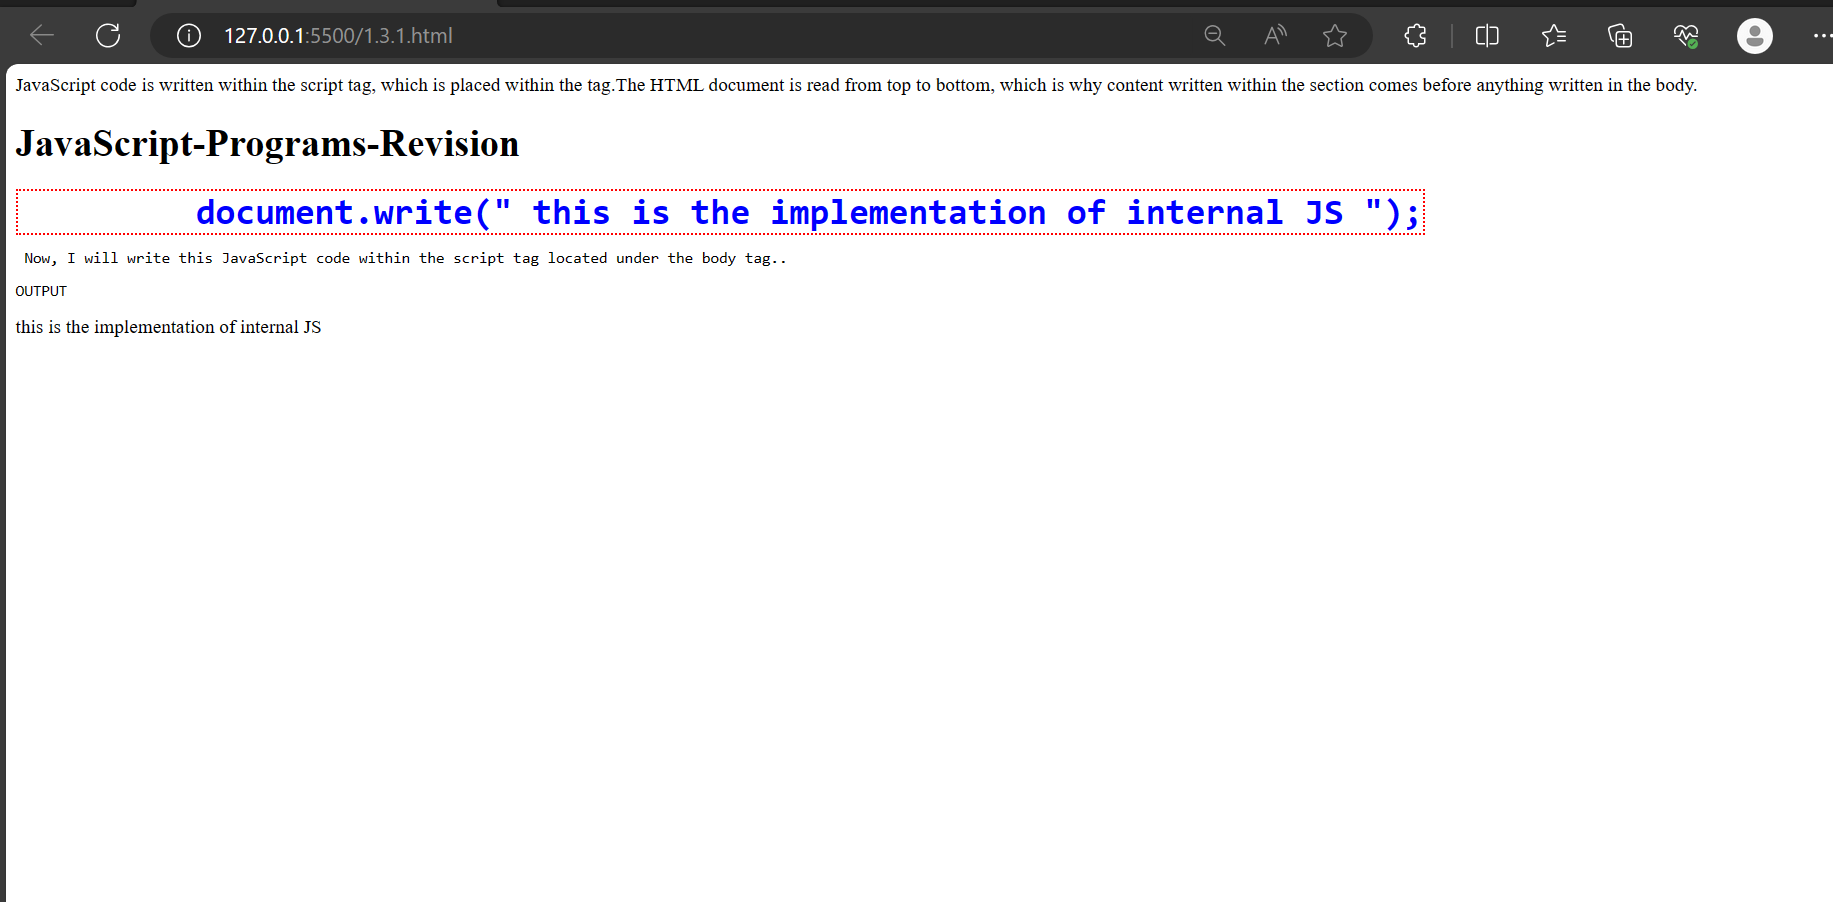 127.0.0.1:5500/1.3.1.html
JavaScript code is written within the script tag, which is placed within the tag.The HTML document is read from top to bottom, which is why content written within the section comes before anything written in the body.
JavaScript-Programs-Revision
document.write(" this is the implementation of internal JS ");
Now, I will write this JavaScript code within the script tag located under the body tag..
OUTPUT
this is the implementation of internal JS